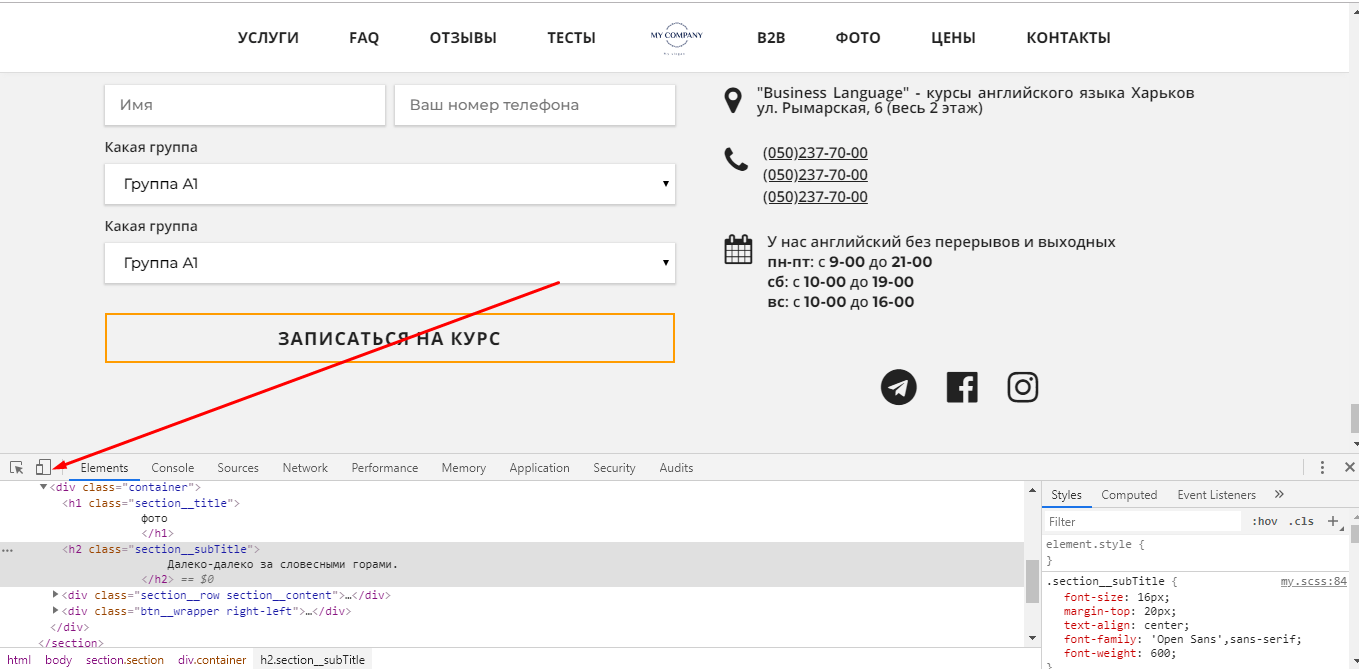 УСЛУГИ FAQ ОТЗЫВЫ ТЕСТЫ MY COMPANY B2B ФОТО ЦЕНЫ КОНТАКТЫ
Имя Ваш номер телефона
Какая группа
Группа А1
Какая группа
Группа А1
ЗАПИСАТЬСЯ НА КУРС
"Business Language" - курсы английского языка Харьков
ул. Рымарская, 6 (весь 2 этаж)
(050)237-70-00
(050)237-70-00
(050)237-70-00
У нас английский без перерывов и выходных
пн-пт: с 9-00 до 21-00
сб: с 10-00 до 19-00
вс: с 10-00 до 16-00
Elements Console Sources Network Performance Memory Application Security Audits
<div class="container">
<h1 class="section__title">
фото
</h1>
... <h2 class="section__subTitle">
Далеко-далеко за словесными горами.
</h2> == $0
<div class="section__row section__content">…</div>
<div class="btn__wrapper right-left">…</div>
</div>
</section>
html body section.section div.container h2.section__subTitle
Styles Computed Event Listeners »
Filter :hov .cls +
element.style {
}
.section__subTitle { my.scss:84
font-size: 16px;
margin-top: 20px;
text-align: center;
font-family: 'Open Sans',sans-serif;
font-weight: 600;
}